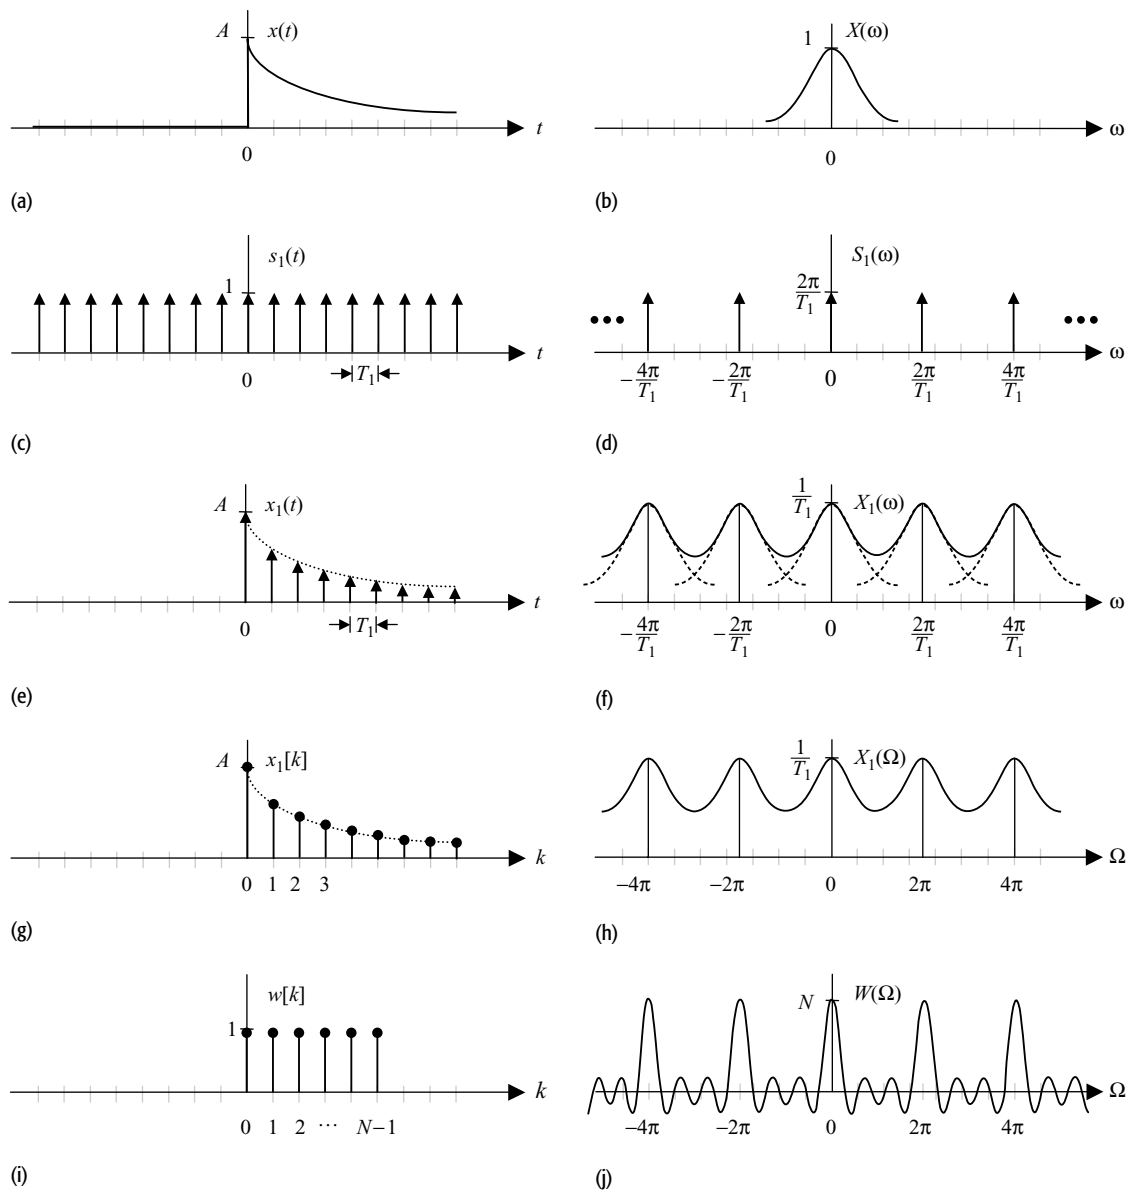 A x(t)
t
0
(a)
1 X(ω)
ω
0
(b)
s₁(t)
1
t
0 T₁
(c)
S₁(ω)
2π/T₁
••• •••
ω
−4π/T₁ −2π/T₁ 0 2π/T₁ 4π/T₁
(d)
A x₁(t)
t
0 T₁
(e)
1/T₁ X₁(ω)
ω
−4π/T₁ −2π/T₁ 0 2π/T₁ 4π/T₁
(f)
A x₁[k]
k
0 1 2 3
(g)
1/T₁ X₁(Ω)
Ω
−4π −2π 0 2π 4π
(h)
w[k]
1
k
0 1 2 ⋯ N−1
(i)
N W(Ω)
Ω
−4π −2π 0 2π 4π
(j)